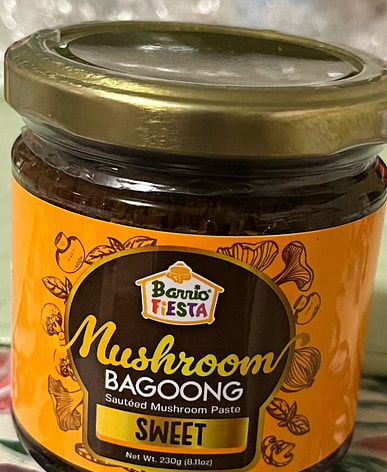 Barrio
FiESTA
Mushroom
BAGOONG
Sautéed Mushroom Paste
SWEET
Net Wt. 230g (8.11oz)